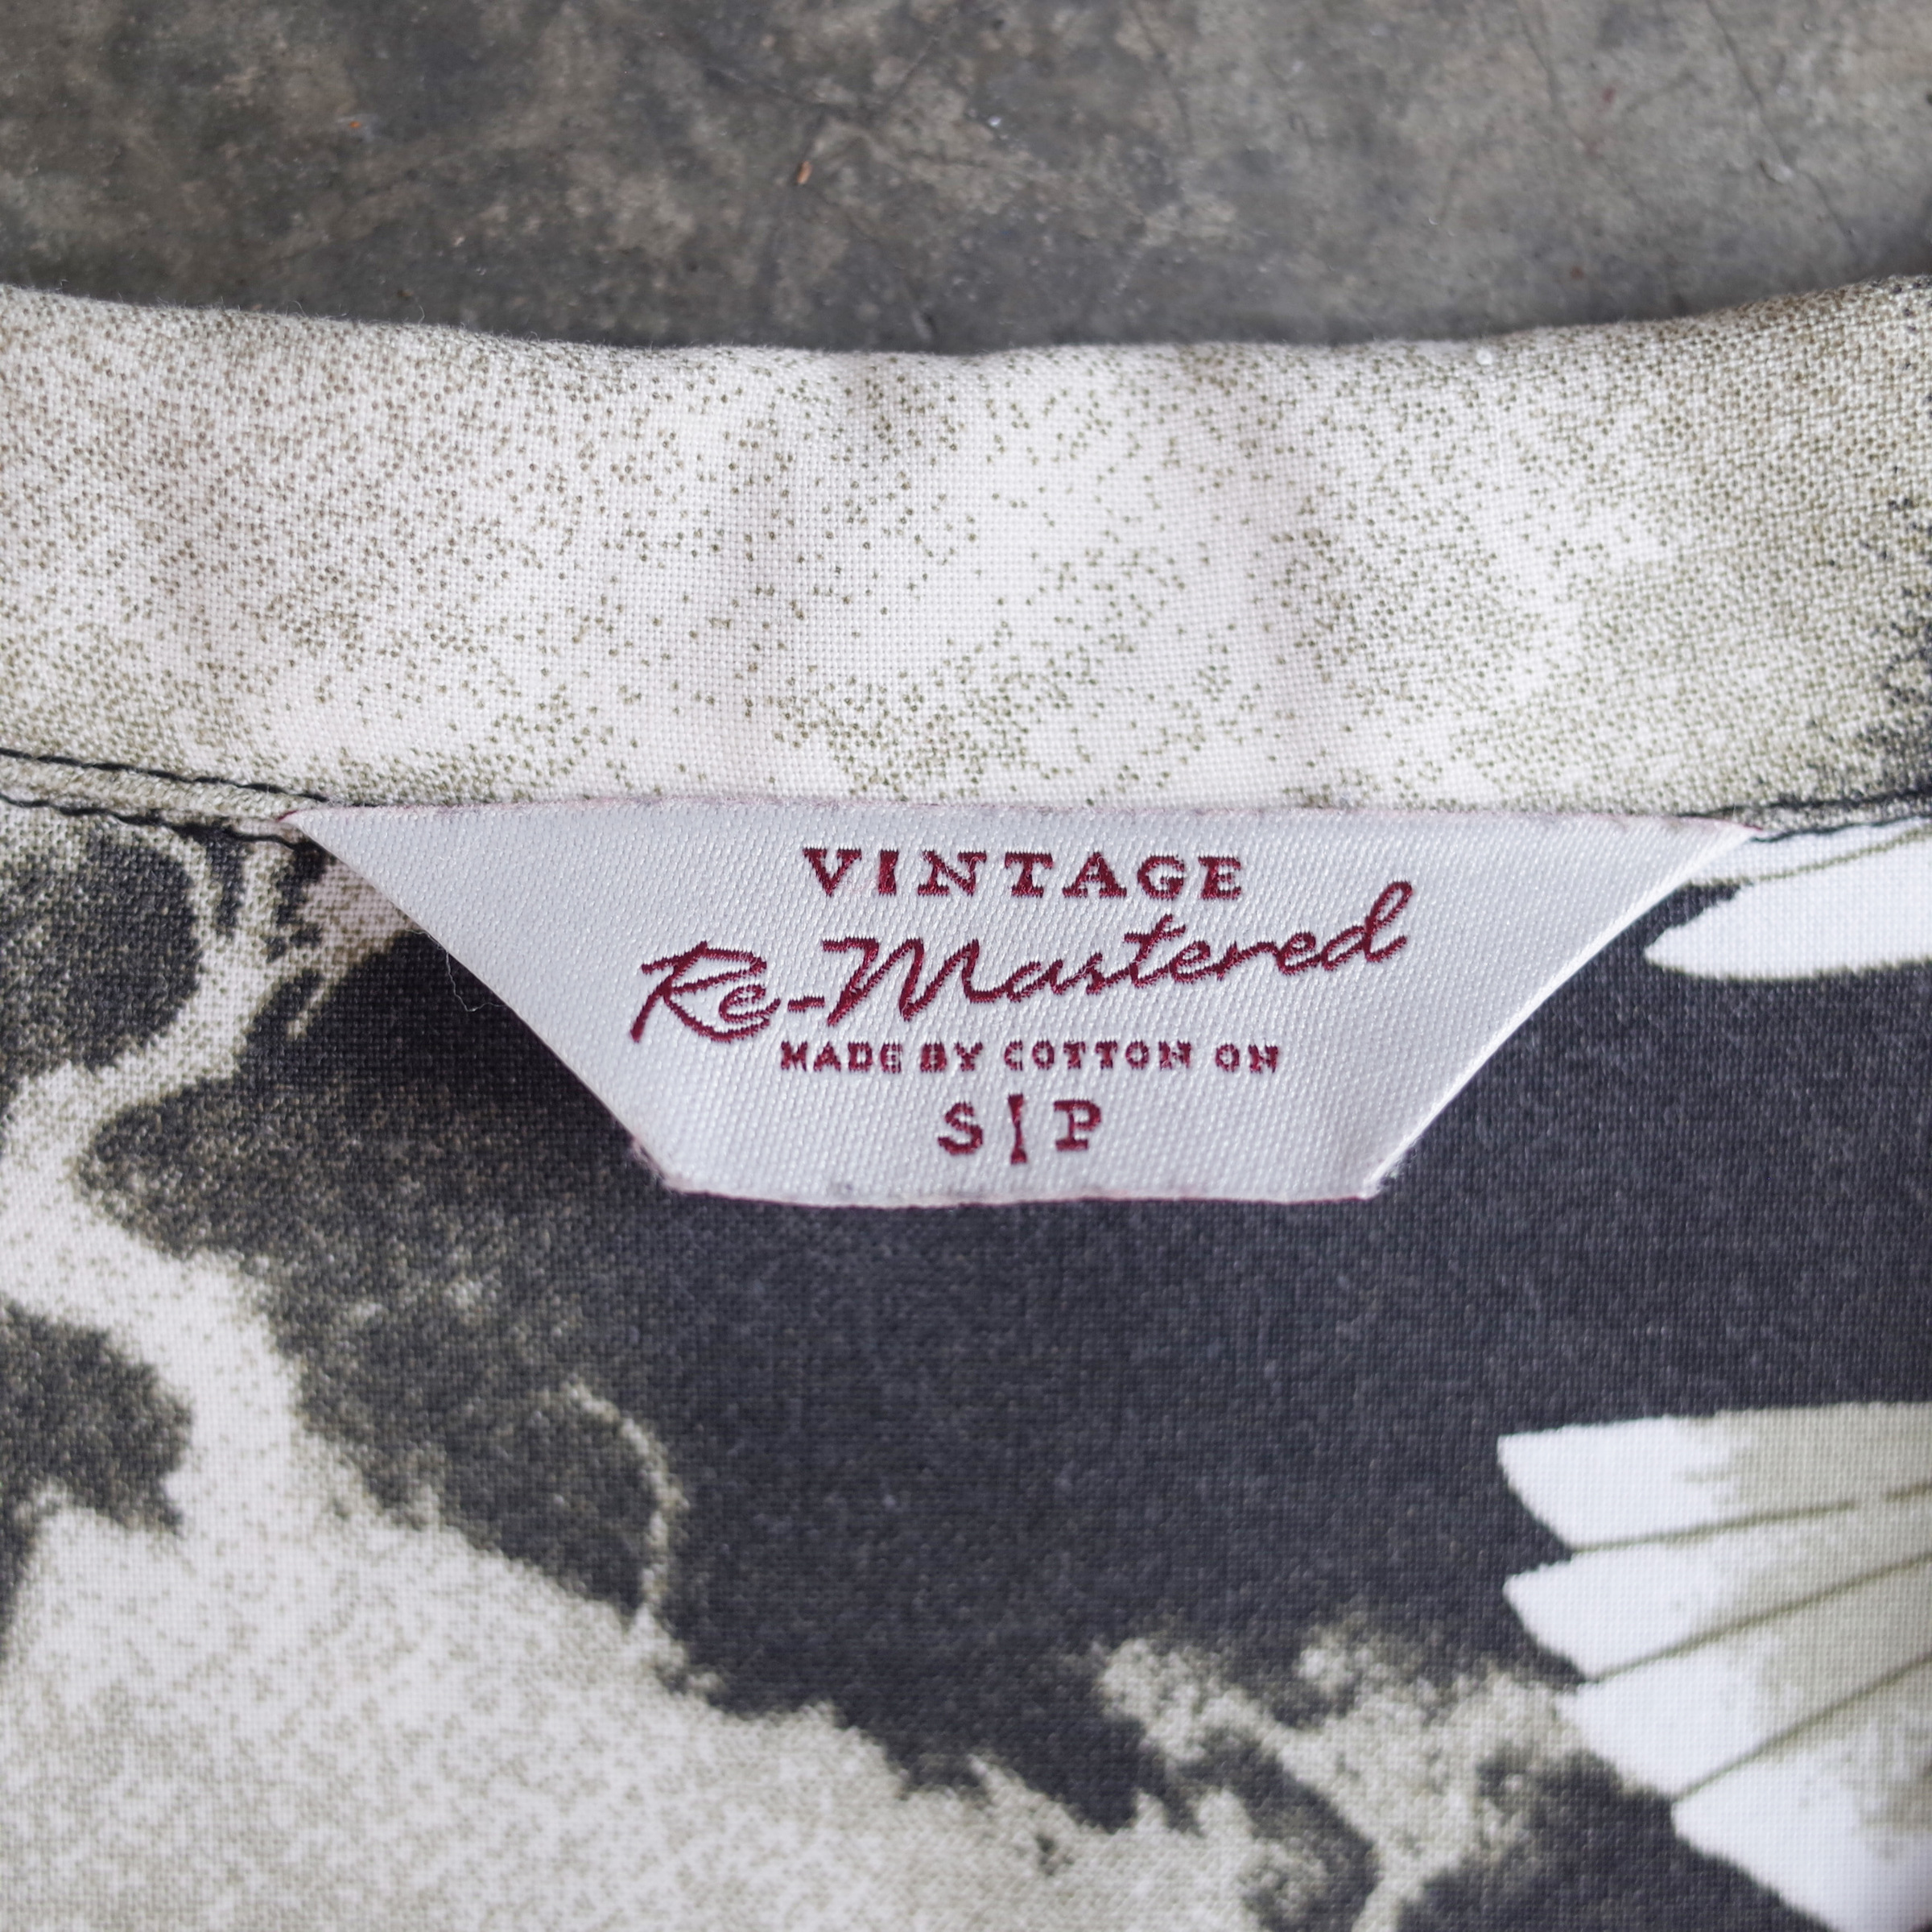 VINTAGE
Re-Mastered
MADE BY COTTON ON
S|P